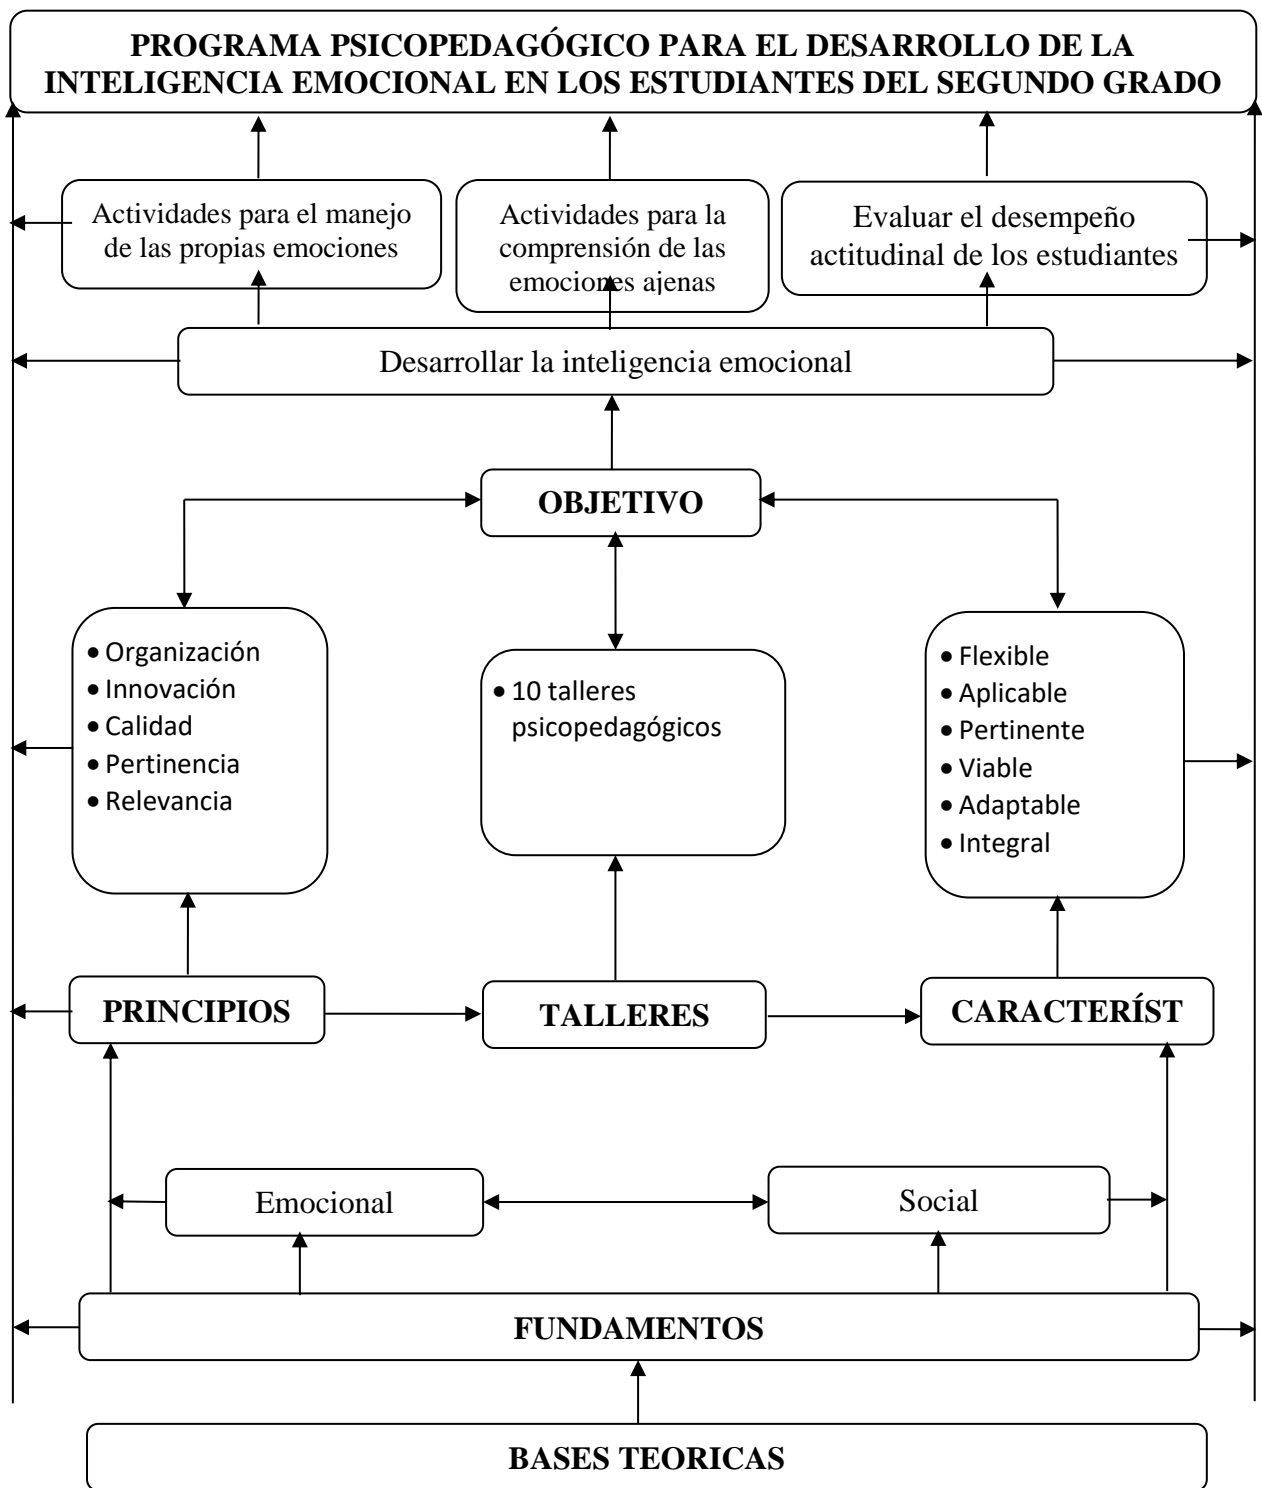 PROGRAMA PSICOPEDAGÓGICO PARA EL DESARROLLO DE LA
INTELIGENCIA EMOCIONAL EN LOS ESTUDIANTES DEL SEGUNDO GRADO
Actividades para el manejo
de las propias emociones
Actividades para la
comprensión de las
emociones ajenas
Evaluar el desempeño
actitudinal de los estudiantes
Desarrollar la inteligencia emocional
OBJETIVO
• Organización
• Innovación
• Calidad
• Pertinencia
• Relevancia
• 10 talleres
psicopedagógicos
• Flexible
• Aplicable
• Pertinente
• Viable
• Adaptable
• Integral
PRINCIPIOS
TALLERES
CARACTERÍST
Emocional
Social
FUNDAMENTOS
BASES TEORICAS